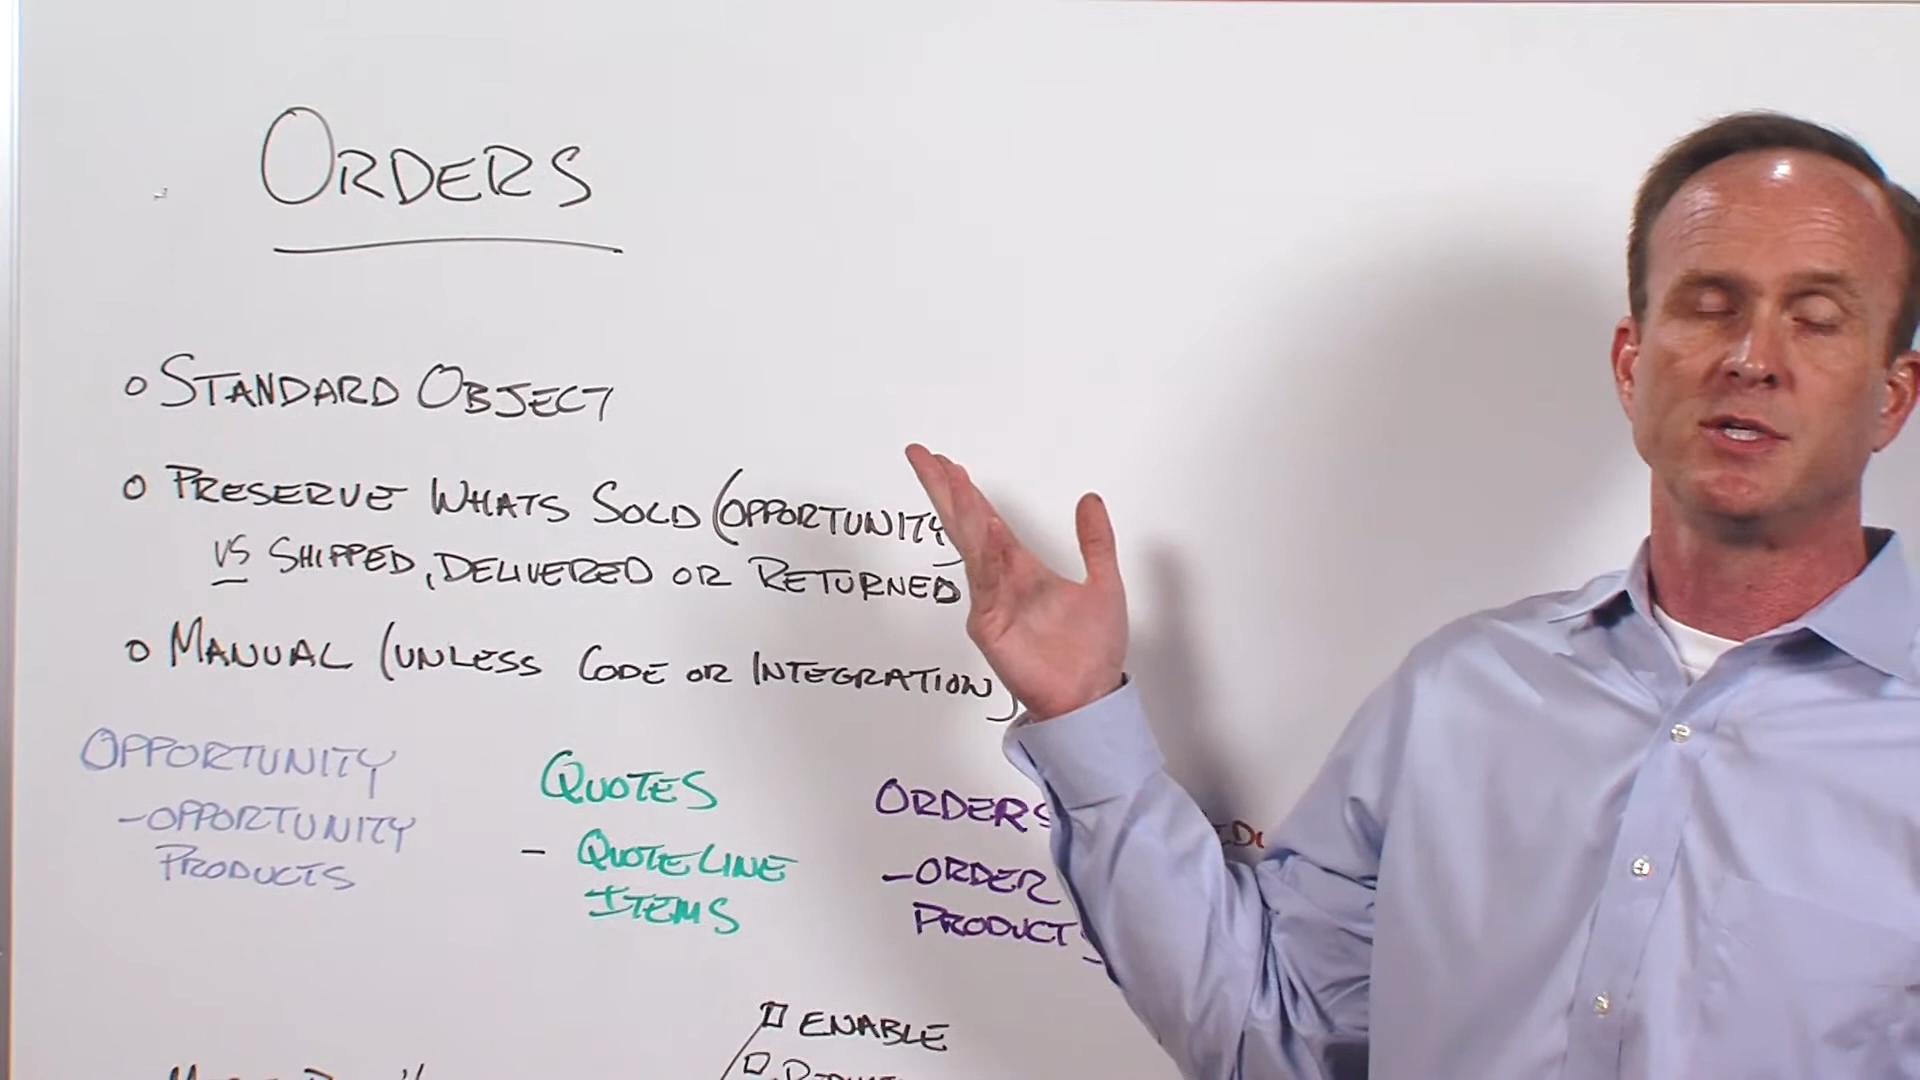 ORDERS
o STANDARD OBJECT
o PRESERVE WHATS SOLD (OPPORTUNITY
VS SHIPPED, DELIVERED OR RETURNED
o MANUAL (UNLESS CODE OR INTEGRATION)
OPPORTUNITY
-OPPORTUNITY
PRODUCTS
QUOTES
- QUOTE LINE
ITEMS
ORDERS
-ORDER
PRODUCTS
ENABLE